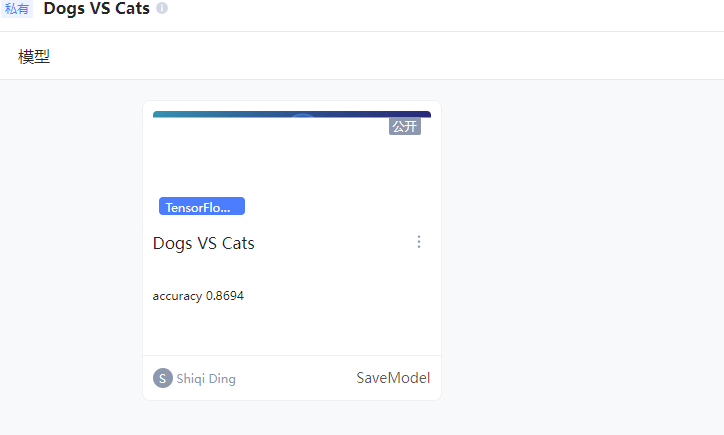 私有 Dogs VS Cats
模型
公开
TensorFlo...
Dogs VS Cats
accuracy 0.8694
S Shiqi Ding SaveModel